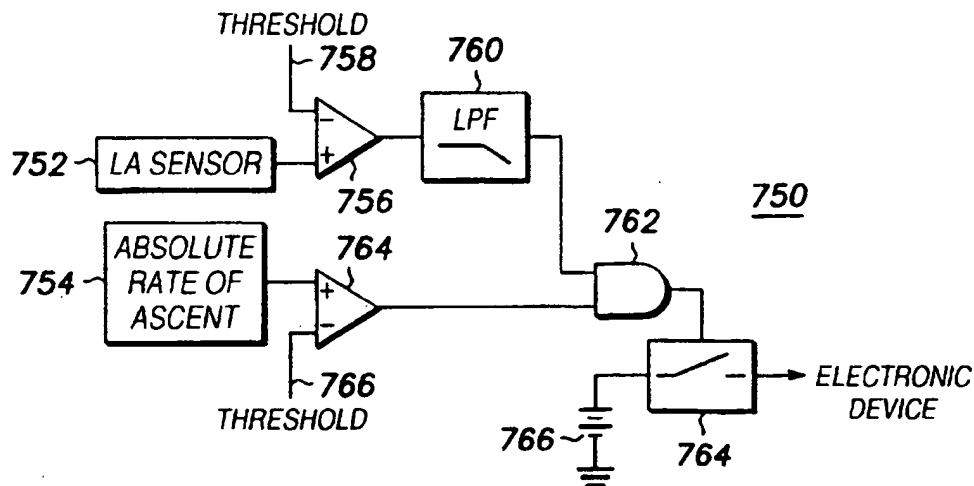 THRESHOLD
758
760
LPF
752
LA SENSOR
756
750
762
764
754
ABSOLUTE
RATE OF
ASCENT
+
−
−
+
766
THRESHOLD
ELECTRONIC
DEVICE
766
764